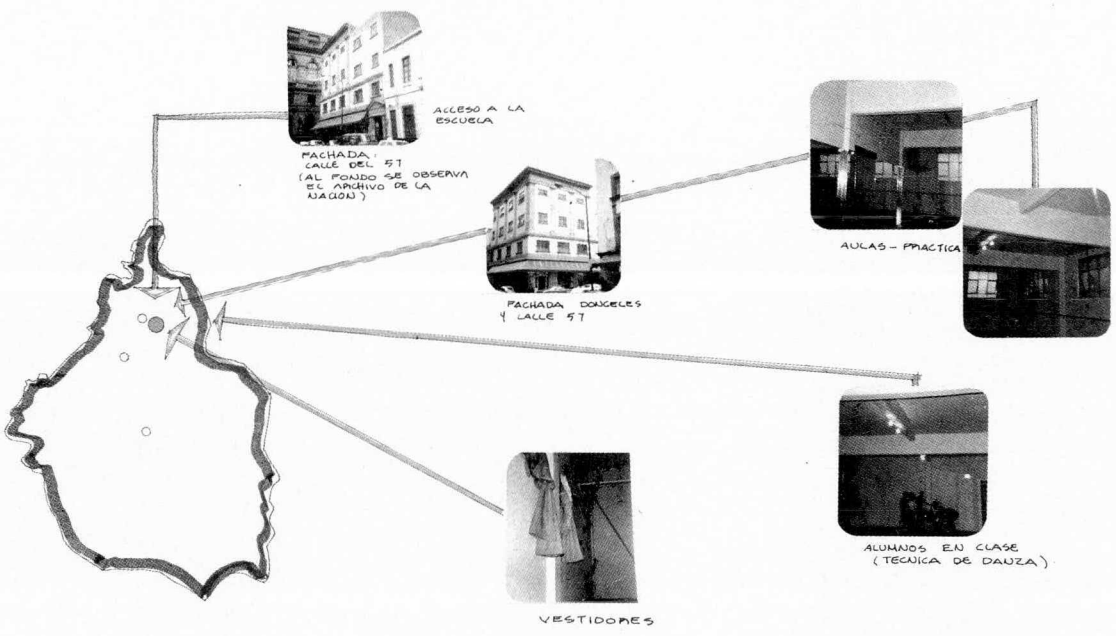 ACCESO A LA
ESCUELA
FACHADA:
CALLE DEL 57
(AL FONDO SE OBSERVA
EL ARCHIVO DE LA
NACION)
AULAS-PRACTICA
FACHADA DONCELES
Y CALLE 57
ALUMNOS EN CLASE
(TECNICA DE DANZA)
VESTIDORES